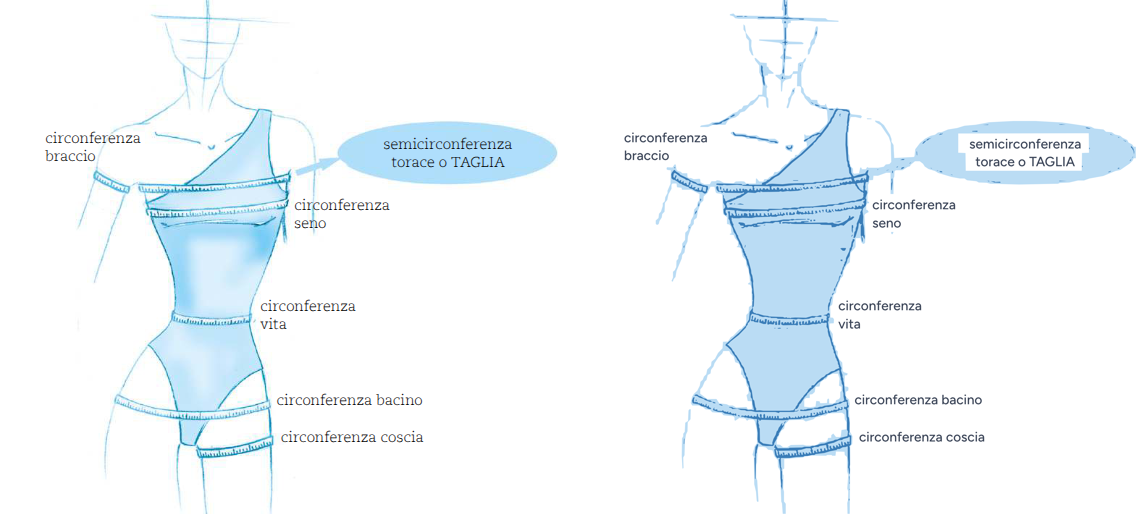 circonferenza
braccio
semicirconferenza
torace o TAGLIA
circonferenza
seno
circonferenza
vita
circonferenza bacino
circonferenza coscia
circonferenza
braccio
semicirconferenza
torace o TAGLIA
circonferenza
seno
circonferenza
vita
circonferenza bacino
circonferenza coscia